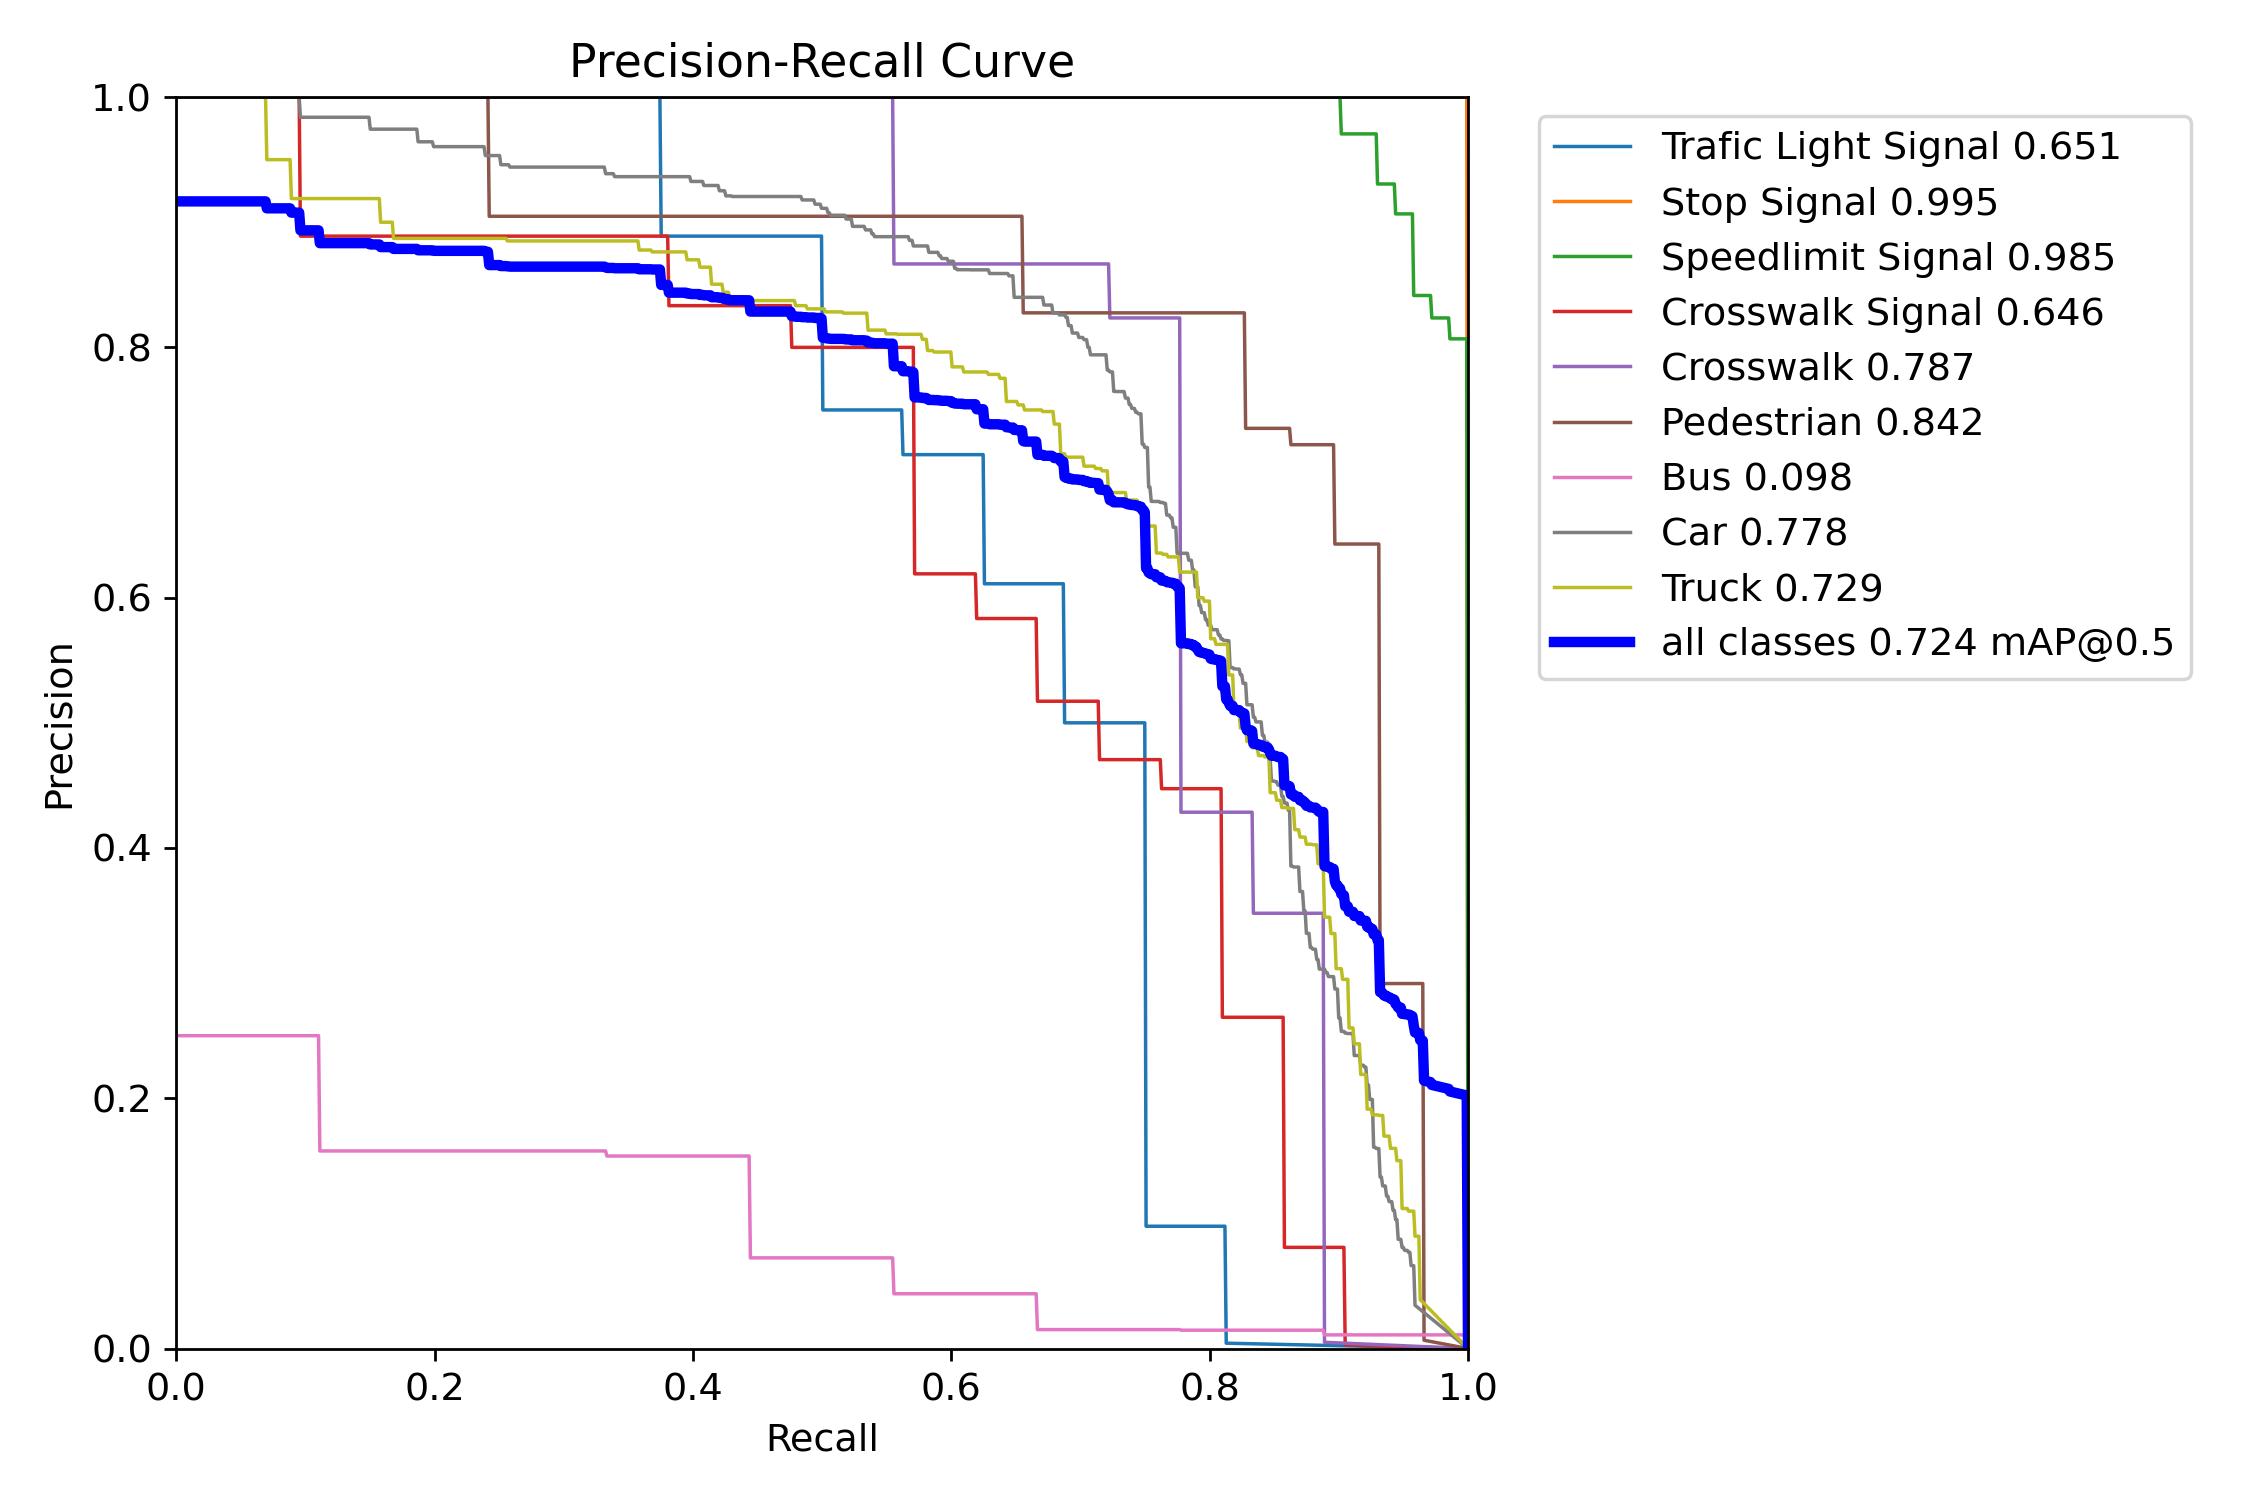 Precision-Recall Curve
1.0
0.8
0.6
0.4
0.2
0.0
Precision
0.0 0.2 0.4 0.6 0.8 1.0
Recall
Trafic Light Signal 0.651
Stop Signal 0.995
Speedlimit Signal 0.985
Crosswalk Signal 0.646
Crosswalk 0.787
Pedestrian 0.842
Bus 0.098
Car 0.778
Truck 0.729
all classes 0.724 mAP@0.5